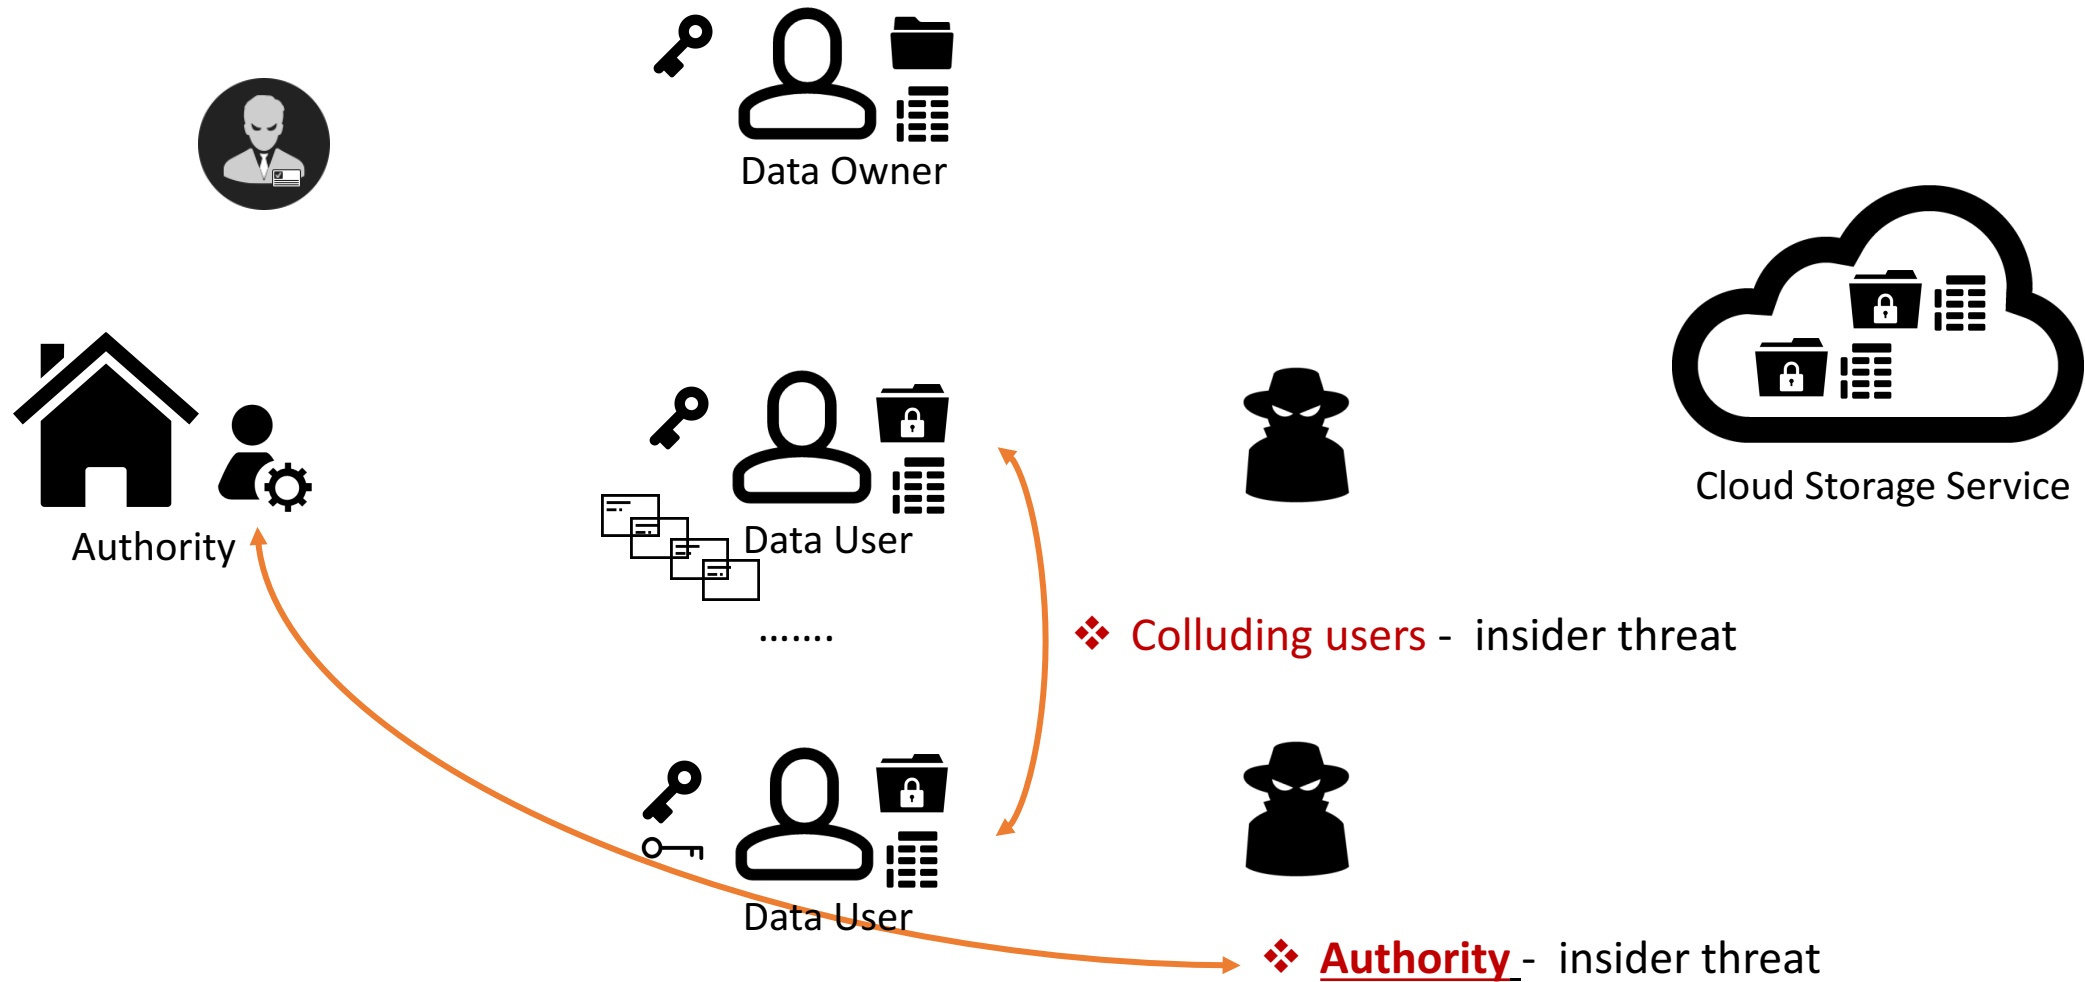 Data Owner
Cloud Storage Service
Authority
Data User
.......
❖ Colluding users - insider threat
Data User
❖ Authority - insider threat